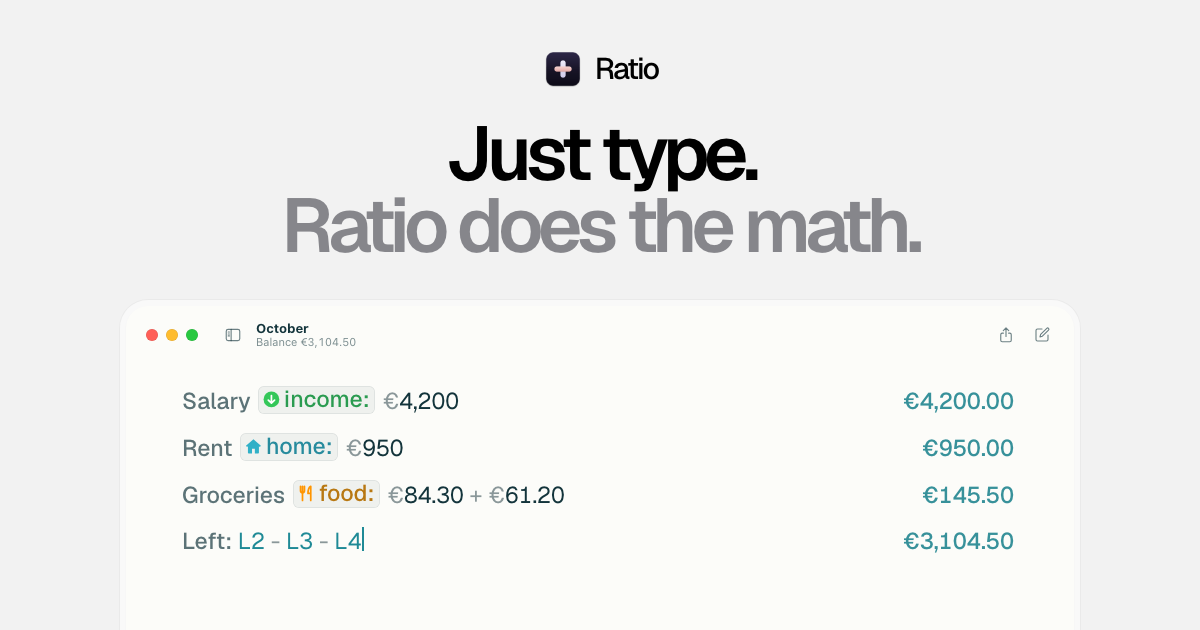 Ratio
Just type.
Ratio does the math.
October
Balance €3,104.50
Salary income: €4,200 €4,200.00
Rent home: €950 €950.00
Groceries food: €84.30 + €61.20 €145.50
Left: L2 - L3 - L4 €3,104.50